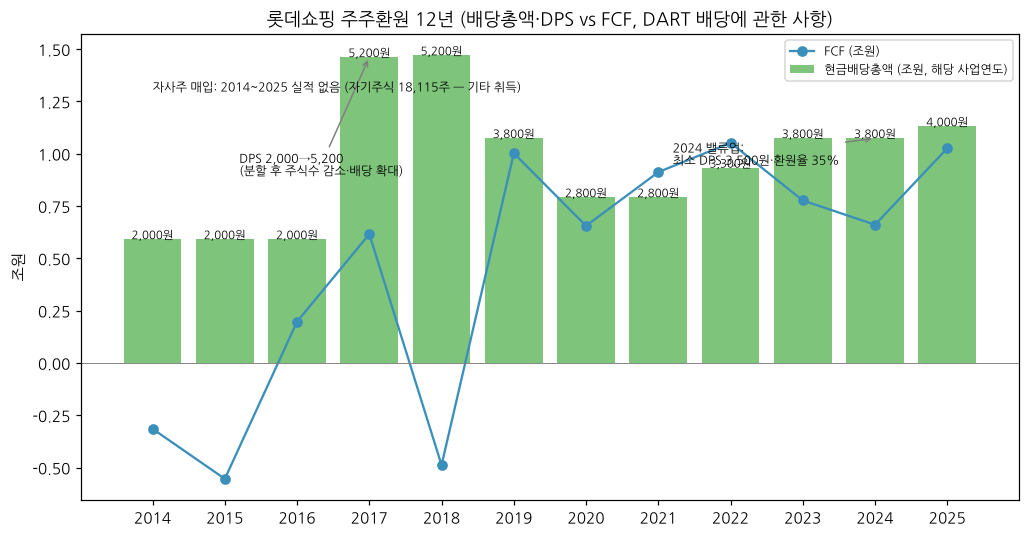 롯데쇼핑 주주환원 12년 (배당총액·DPS vs FCF, DART 배당에 관한 사항)
FCF (조원)
현금배당총액 (조원, 해당 사업연도)
자사주 매입: 2014~2025 실적 없음 (자기주식 18,115주 — 기타 취득)
DPS 2,000→5,200
(분할 후 주식수 감소·배당 확대)
2024 밸류업:
최소 DPS 3,500원·환원율 35%
2,000원
2,000원
2,000원
5,200원
5,200원
3,800원
2,800원
2,800원
3,300원
3,800원
3,800원
4,000원
조원
1.50
1.25
1.00
0.75
0.50
0.25
0.00
-0.25
-0.50
2014 2015 2016 2017 2018 2019 2020 2021 2022 2023 2024 2025